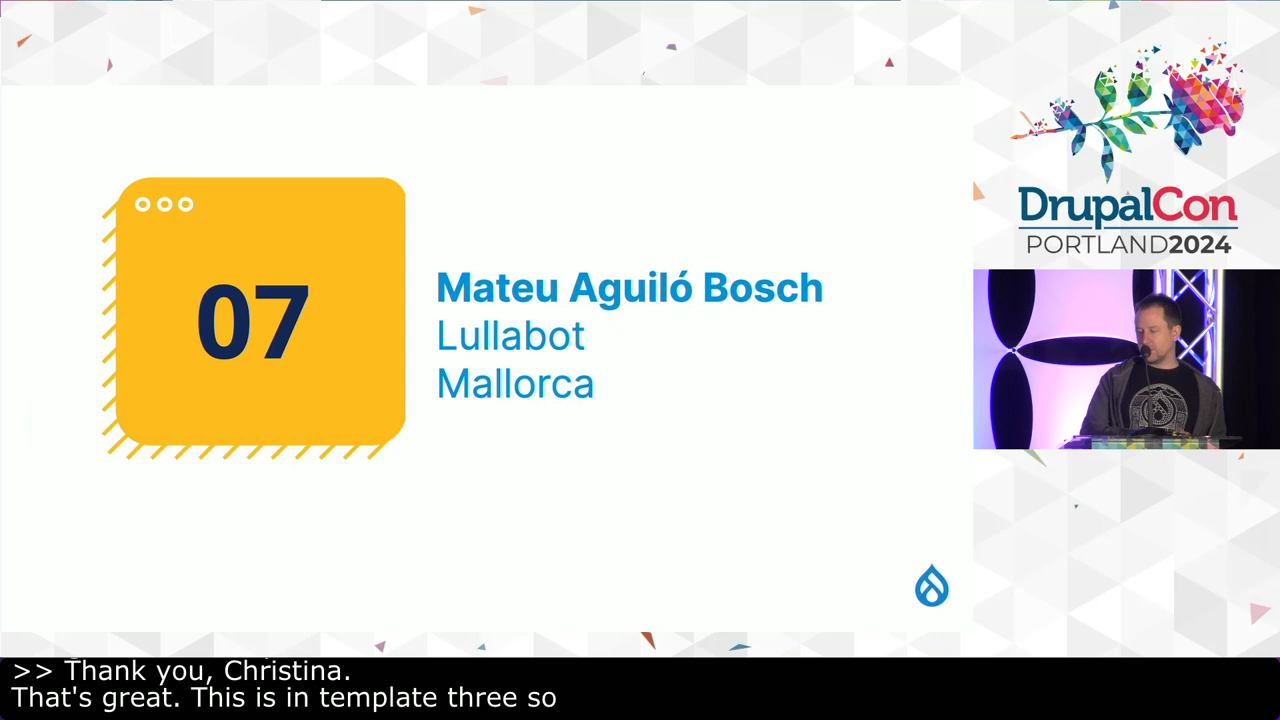 07
Mateu Aguiló Bosch
Lullabot
Mallorca
DrupalCon
PORTLAND2024
>> Thank you, Christina.
That's great. This is in template three so